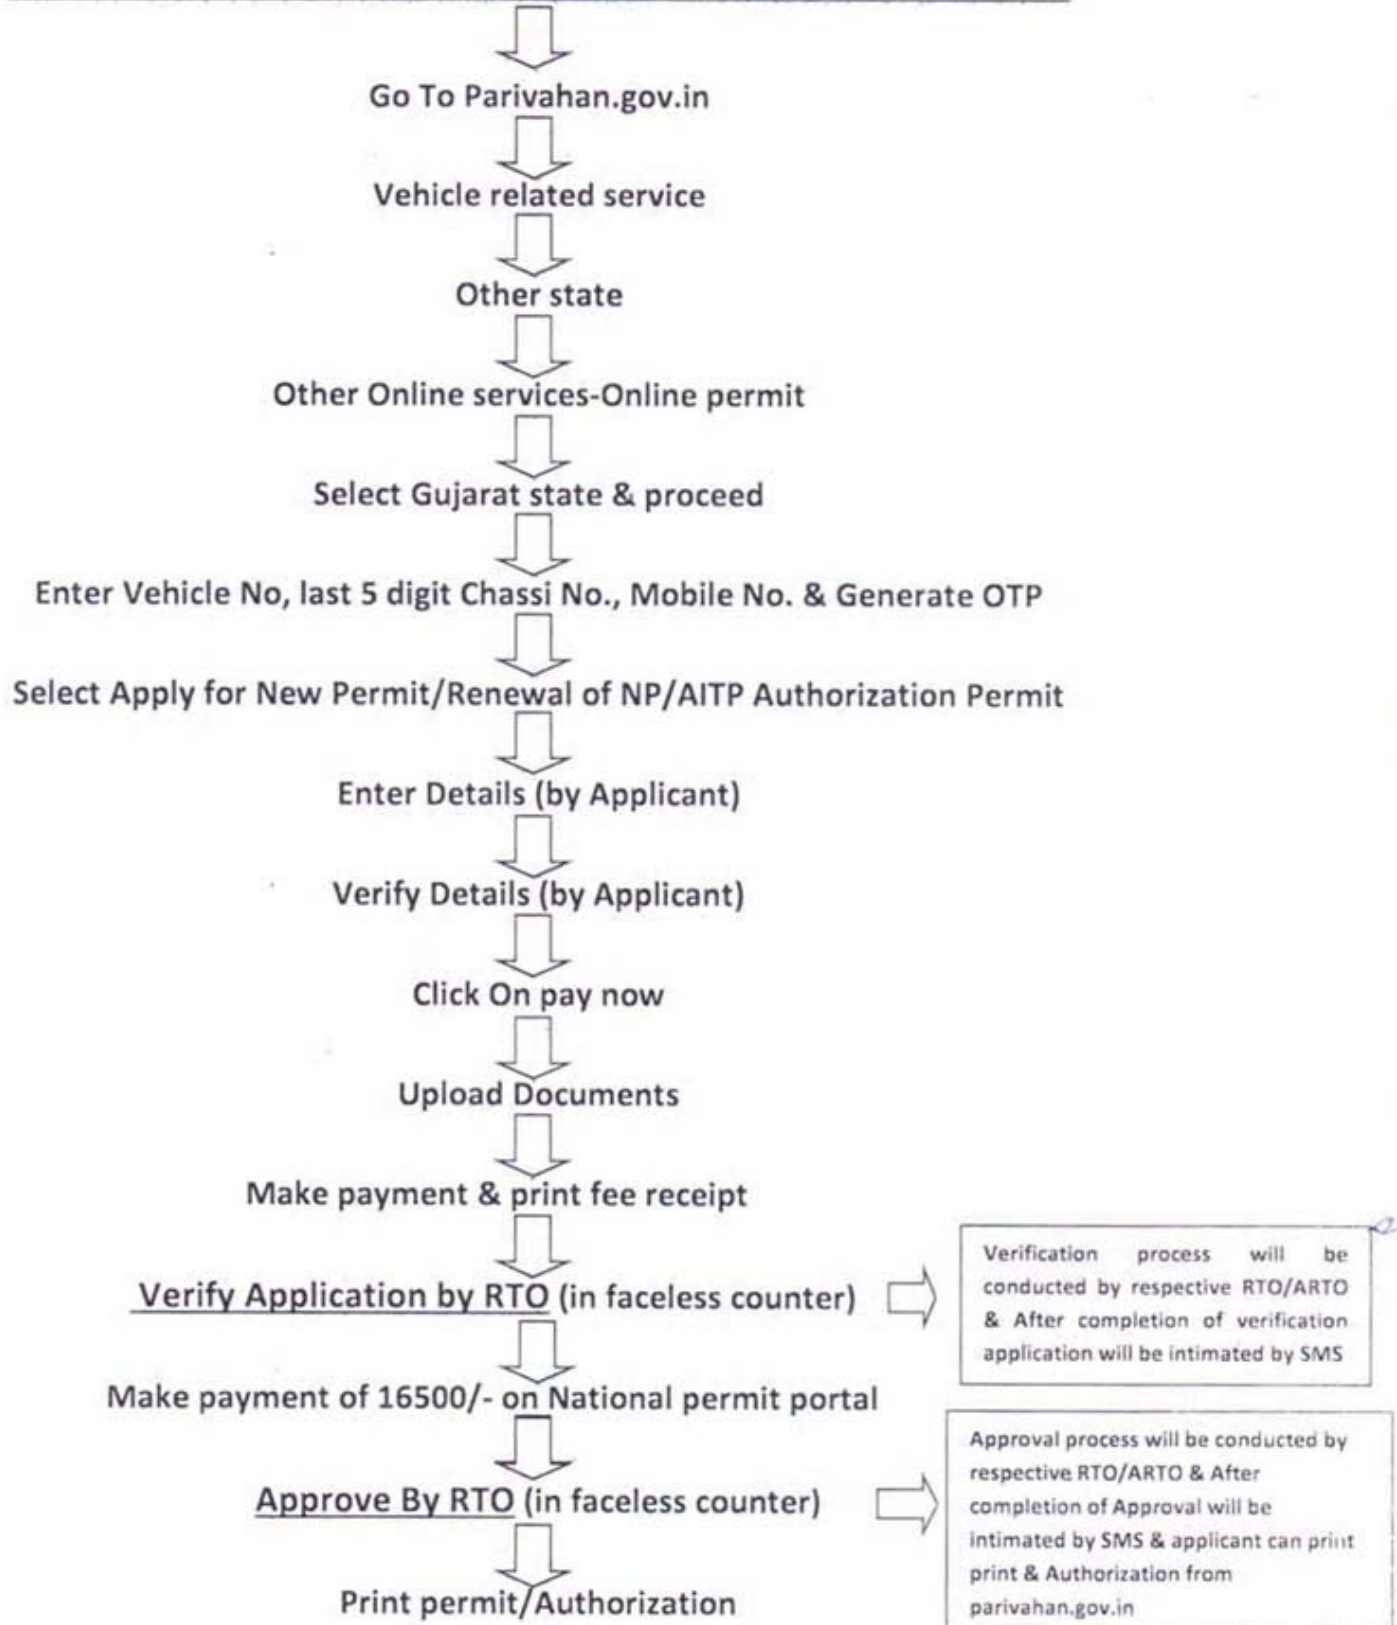 Go To Parivahan.gov.in
Vehicle related service
Other state
Other Online services-Online permit
Select Gujarat state & proceed
Enter Vehicle No, last 5 digit Chassi No., Mobile No. & Generate OTP
Select Apply for New Permit/Renewal of NP/AITP Authorization Permit
Enter Details (by Applicant)
Verify Details (by Applicant)
Click On pay now
Upload Documents
Make payment & print fee receipt
Verify Application by RTO (in faceless counter)
Verification process will be
conducted by respective RTO/ARTO
& After completion of verification
application will be intimated by SMS
Make payment of 16500/- on National permit portal
Approve By RTO (in faceless counter)
Approval process will be conducted by
respective RTO/ARTO & After
completion of Approval will be
intimated by SMS & applicant can print
print & Authorization from
parivahan.gov.in
Print permit/Authorization